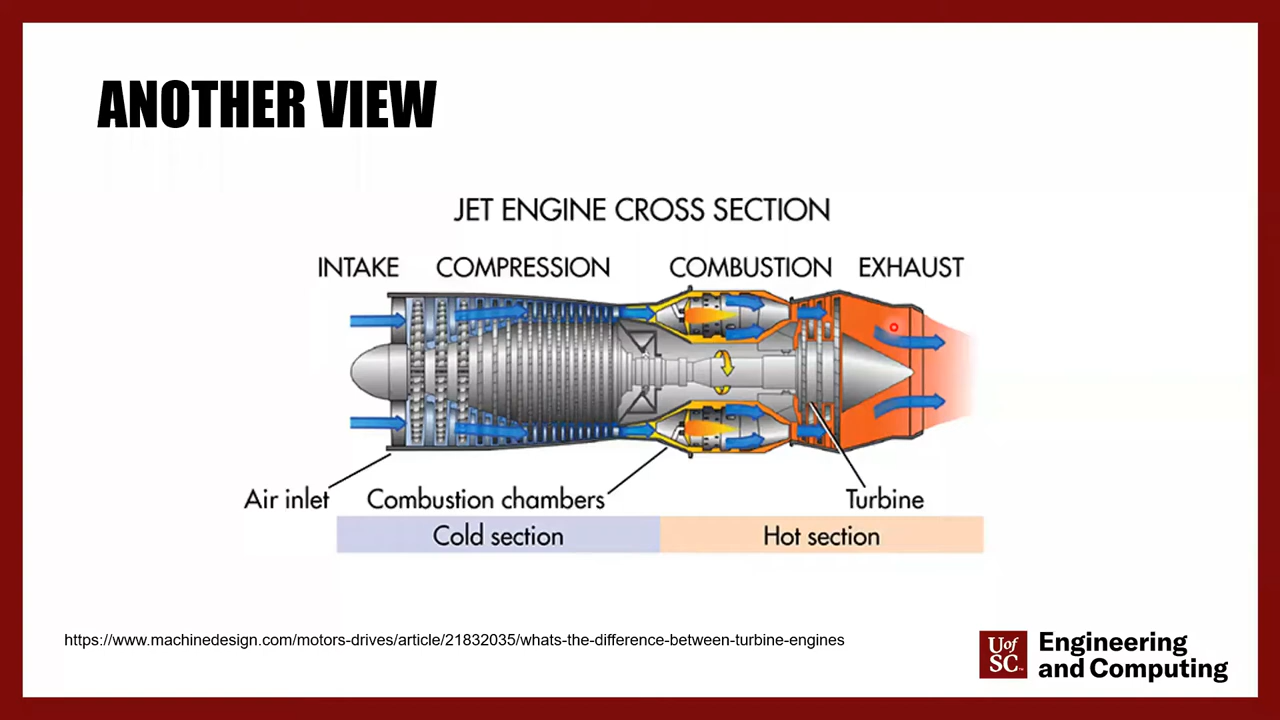 ANOTHER VIEW
JET ENGINE CROSS SECTION
INTAKE COMPRESSION COMBUSTION EXHAUST
Air inlet Combustion chambers Turbine
Cold section Hot section
https://www.machinedesign.com/motors-drives/article/21832035/whats-the-difference-between-turbine-engines
UofSC Engineering
and Computing